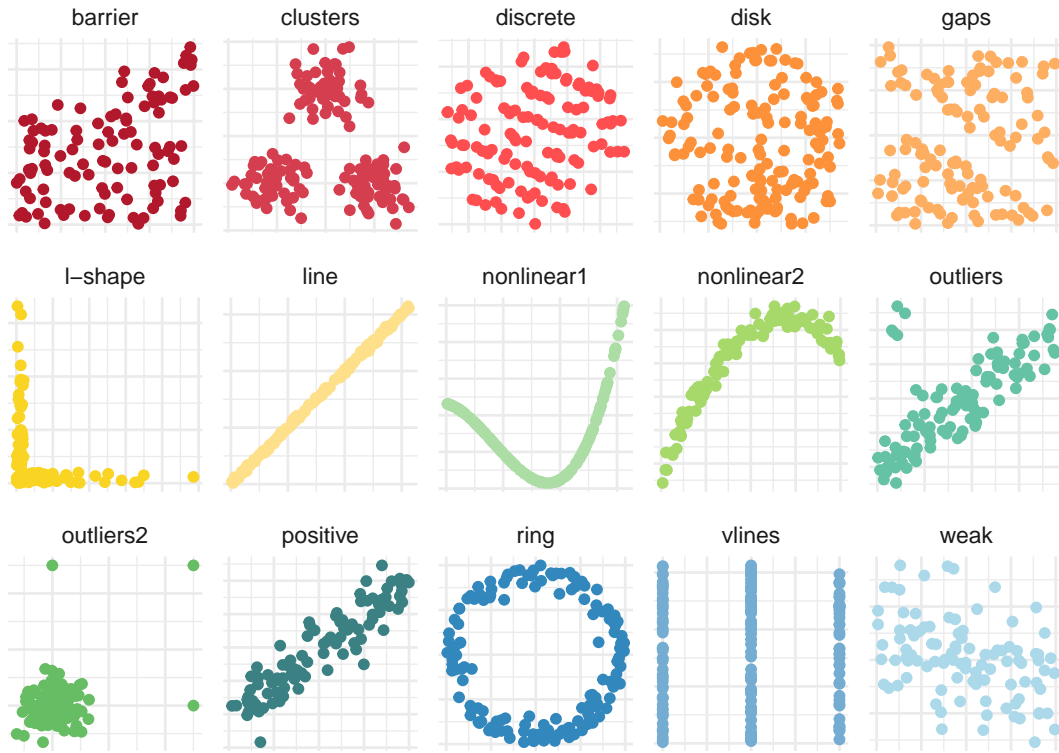 barrier
clusters
discrete
disk
gaps
l−shape
line
nonlinear1
nonlinear2
outliers
outliers2
positive
ring
vlines
weak